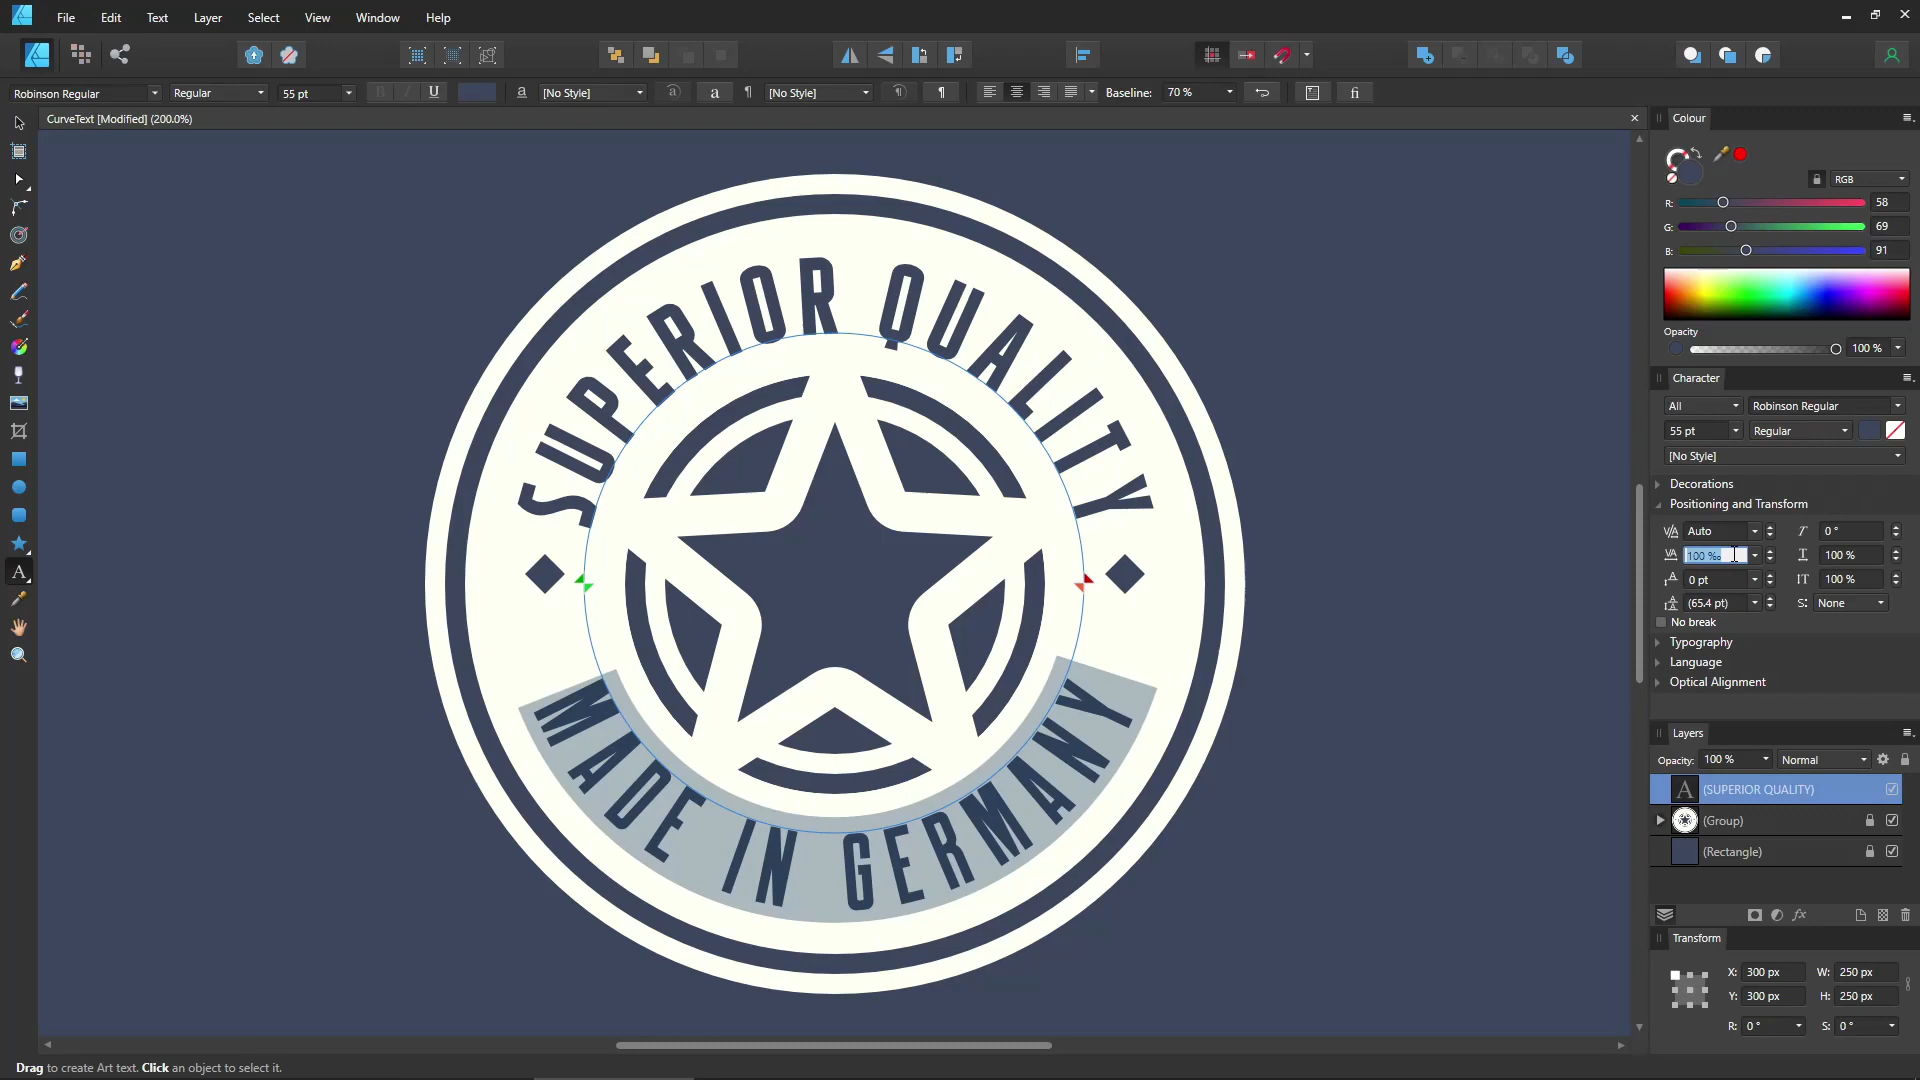 File Edit Text Layer Select View Window Help
Robinson Regular Regular 55 pt U a [No Style] a a ¶ [No Style] ¶ ¶ Baseline: 70 % fi
CurveText [Modified] (200.0%)
SUPERIOR QUALITY
MADE IN GERMANY
Colour
RGB
R: 58
G: 69
B: 91
Opacity
100 %
Character
All Robinson Regular
55 pt Regular
[No Style]
Decorations
Positioning and Transform
VA Auto T 0 °
VA 100 ‰ T 100 %
A 0 pt IT 100 %
A (65.4 pt) S: None
No break
Typography
Language
Optical Alignment
Layers
Opacity: 100 % Normal
A (SUPERIOR QUALITY)
(Group)
(Rectangle)
fx
Transform
X: 300 px W: 250 px
Y: 300 px H: 250 px
R: 0 ° S: 0 °
Drag to create Art text. Click an object to select it.